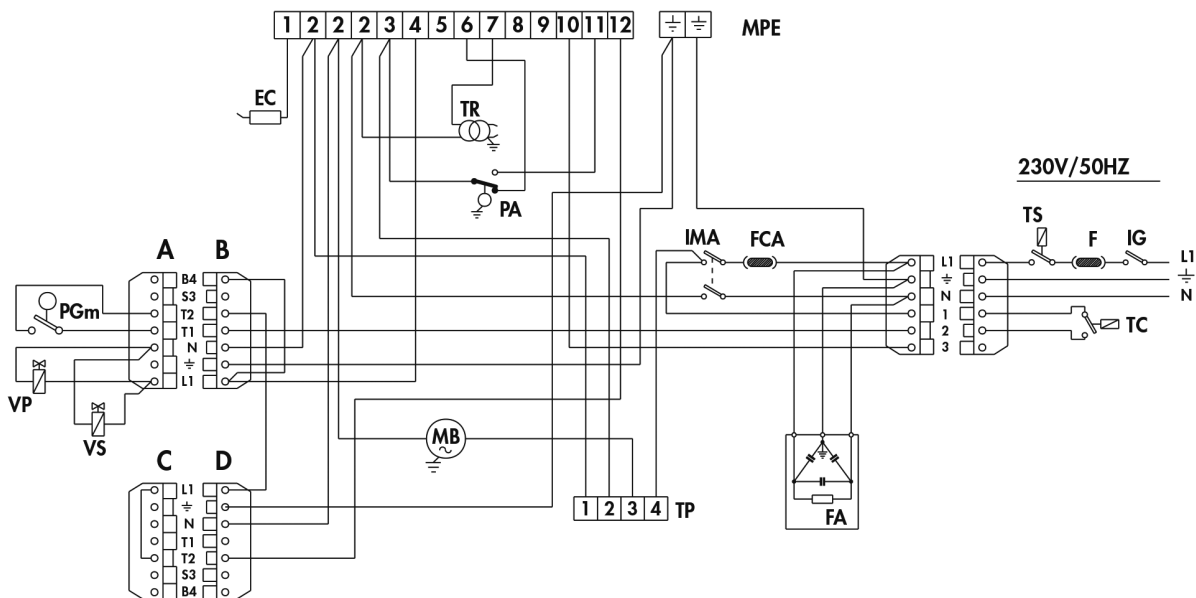 1 2 2 2 3 4 5 6 7 8 9 10 11 12
MPE
EC
TR
230V/50HZ
PA
TS
IMA FCA
F IG
A B
L1
L1
N
N
1
2
3
TC
B4
S3
PGm
T2
T1
N
L1
VP
VS
MB
C D
L1
N
T1
T2
S3
B4
1 2 3 4
TP
FA